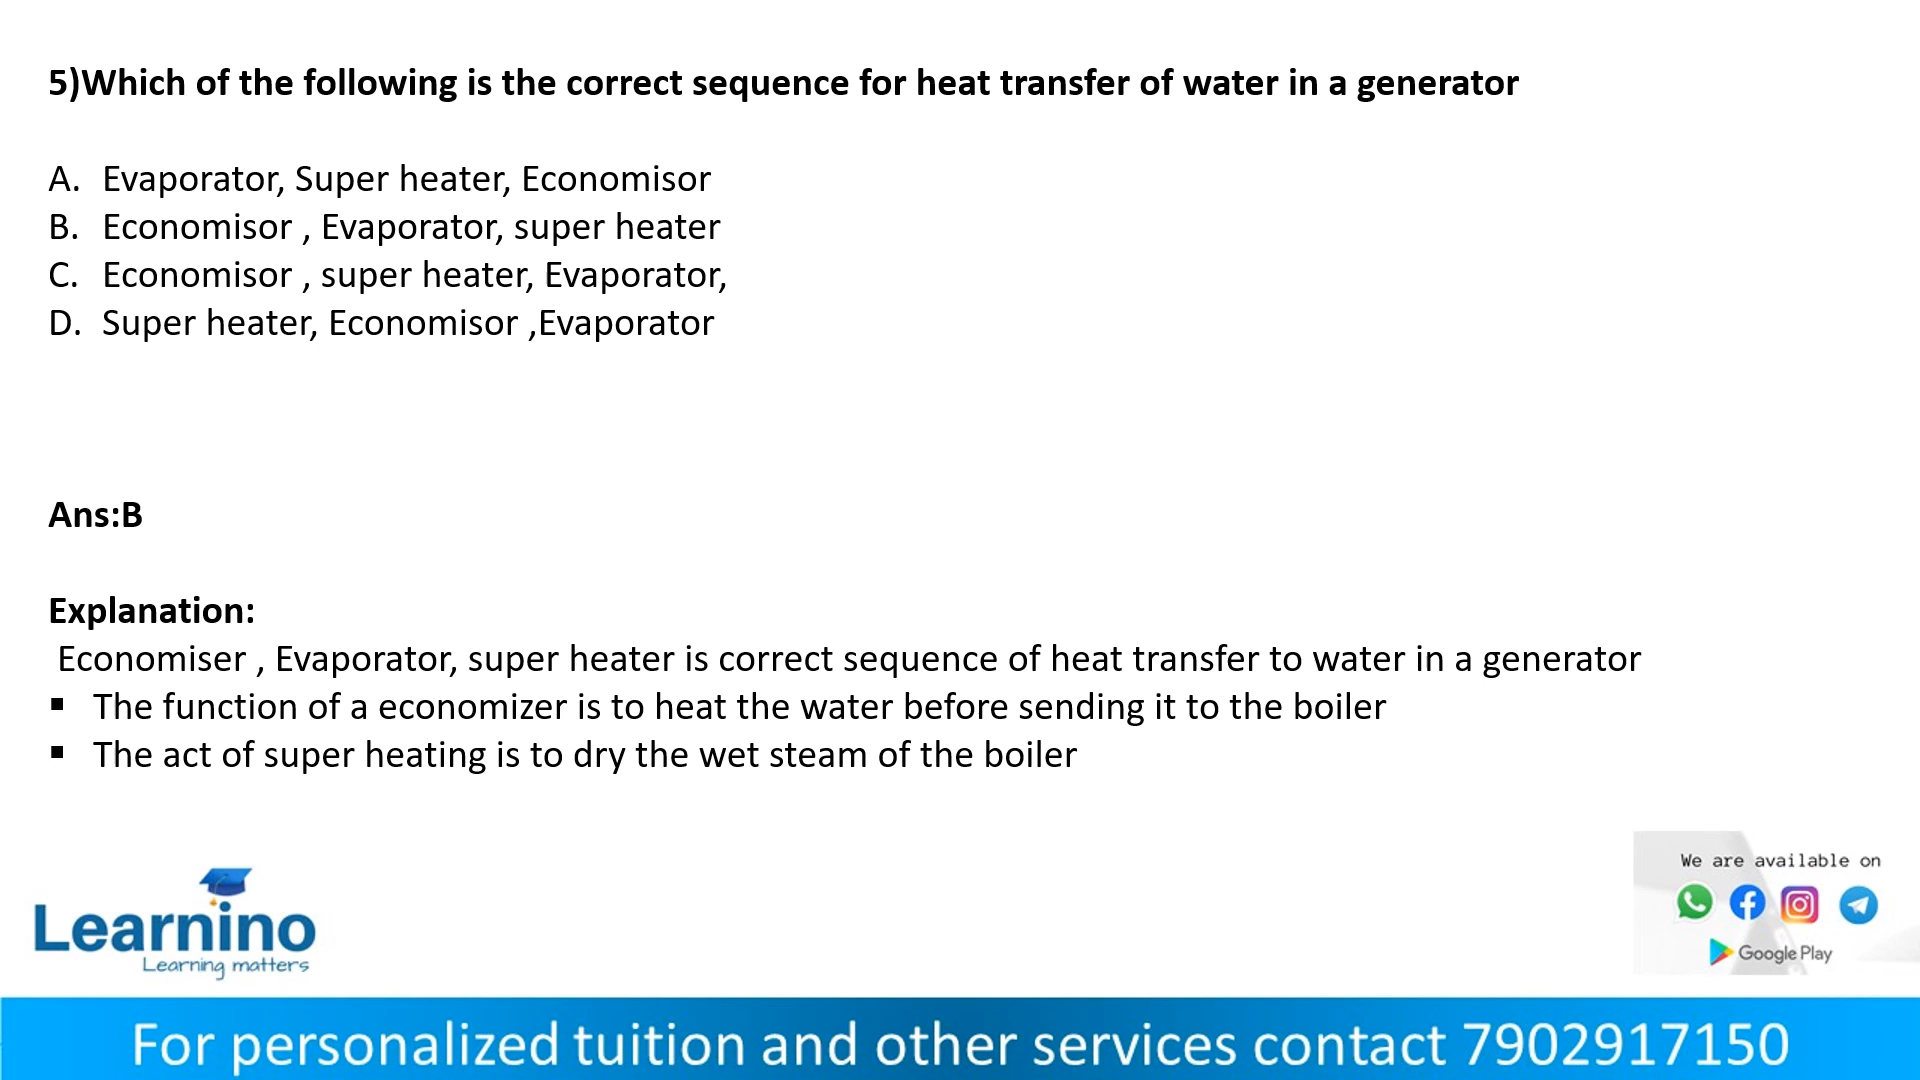 5)Which of the following is the correct sequence for heat transfer of water in a generator
A. Evaporator, Super heater, Economisor
B. Economisor , Evaporator, super heater
C. Economisor , super heater, Evaporator,
D. Super heater, Economisor ,Evaporator
Ans:B
Explanation:
Economiser , Evaporator, super heater is correct sequence of heat transfer to water in a generator
▪ The function of a economizer is to heat the water before sending it to the boiler
▪ The act of super heating is to dry the wet steam of the boiler
Learnino
Learning matters
We are available on
Google Play
For personalized tuition and other services contact 7902917150